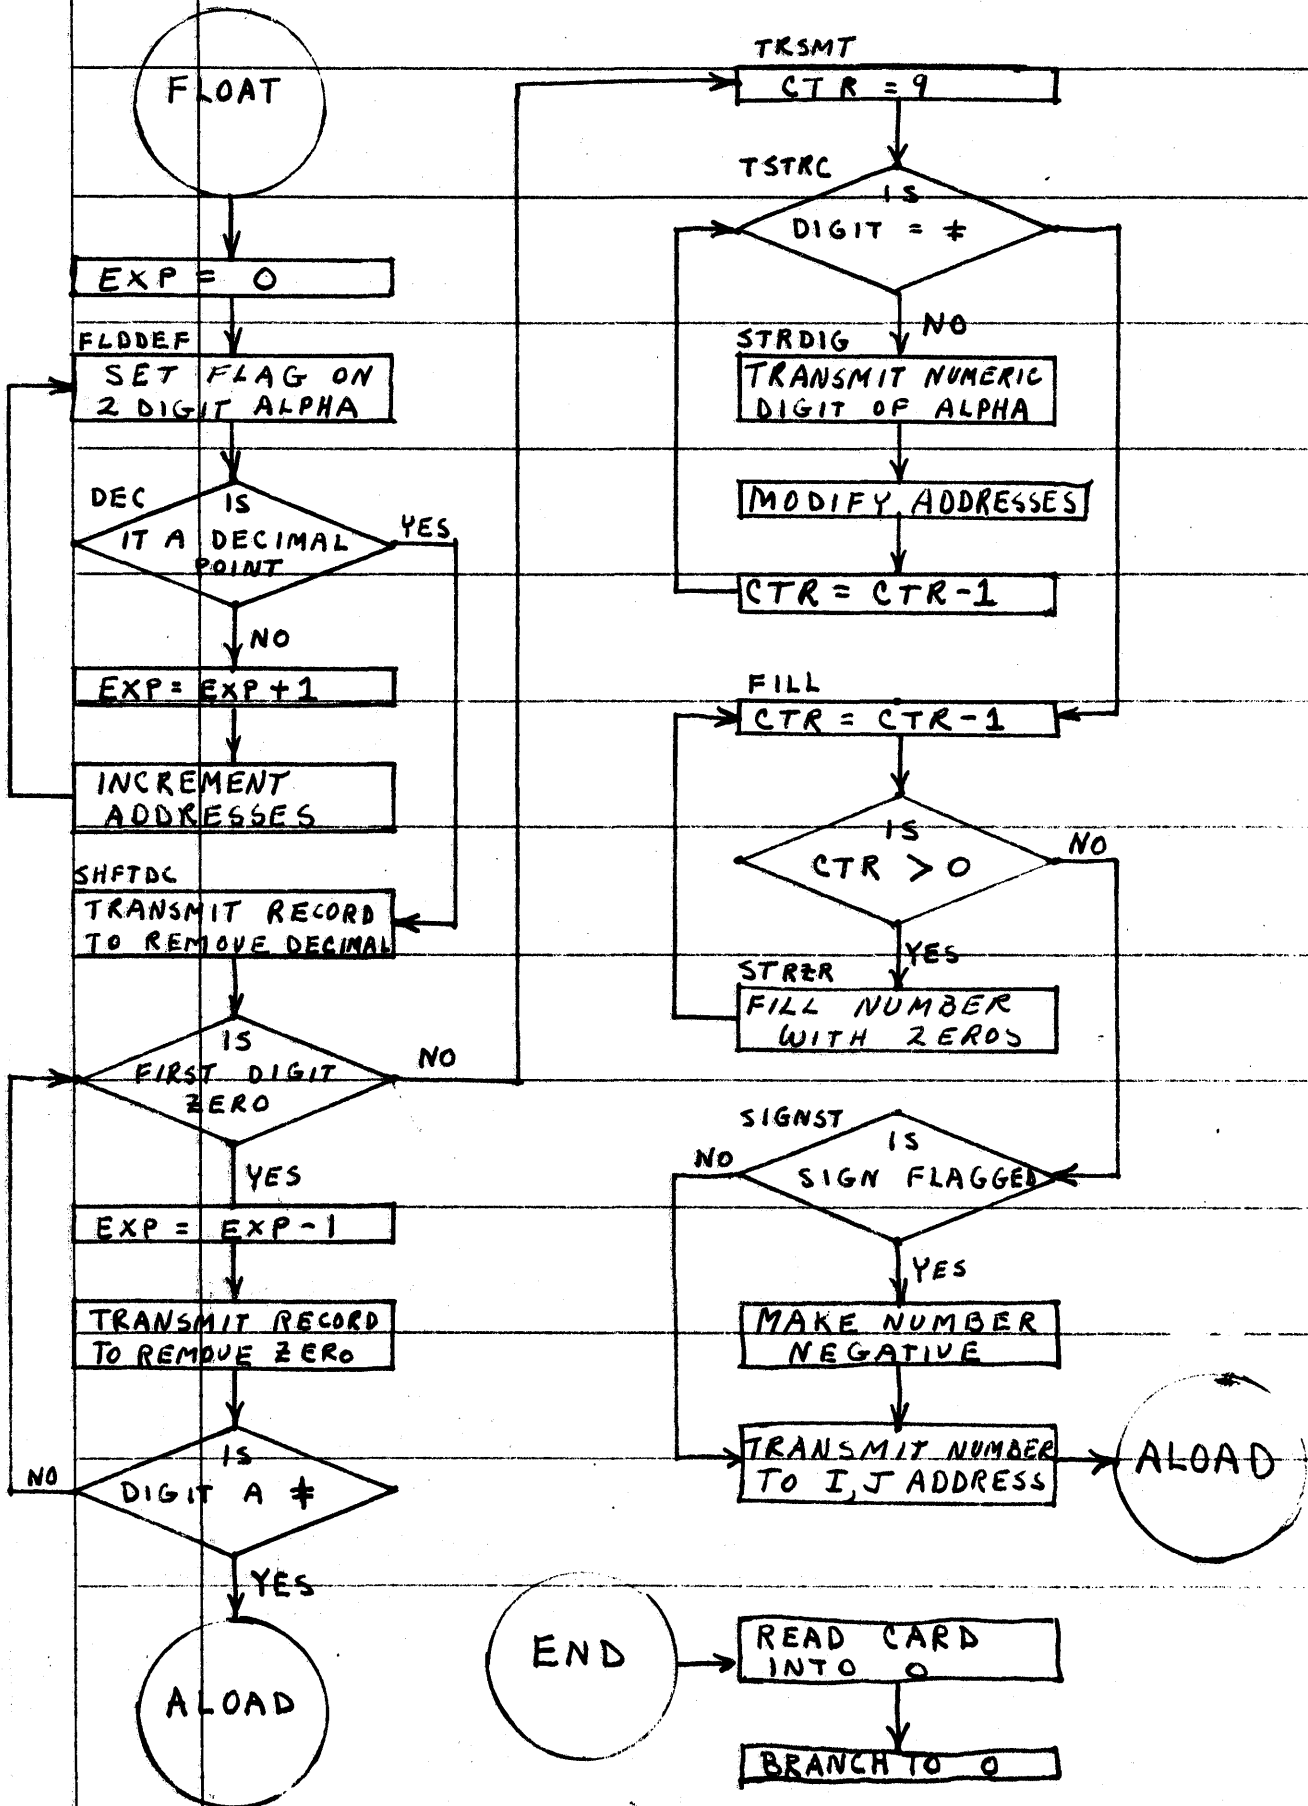 FLOAT
EXP = 0
FLDDEF
SET FLAG ON
2 DIGIT ALPHA
DEC
IS
IT A DECIMAL
POINT
YES
NO
EXP = EXP + 1
INCREMENT
ADDRESSES
SHFTDC
TRANSMIT RECORD
TO REMOVE DECIMAL
IS
FIRST DIGIT
ZERO
NO
YES
EXP = EXP - 1
TRANSMIT RECORD
TO REMOVE ZERO
IS
DIGIT A ⧧
NO
YES
ALOAD
TRSMT
CTR = 9
TSTRC
IS
DIGIT = ⧧
NO
STRDIG
TRANSMIT NUMERIC
DIGIT OF ALPHA
MODIFY ADDRESSES
CTR = CTR - 1
FILL
CTR = CTR - 1
IS
CTR > 0
NO
YES
STRZR
FILL NUMBER
WITH ZEROS
SIGNST
IS
SIGN FLAGGED
NO
YES
MAKE NUMBER
NEGATIVE
TRANSMIT NUMBER
TO I,J ADDRESS
ALOAD
END
READ CARD
INTO 0
BRANCH TO 0